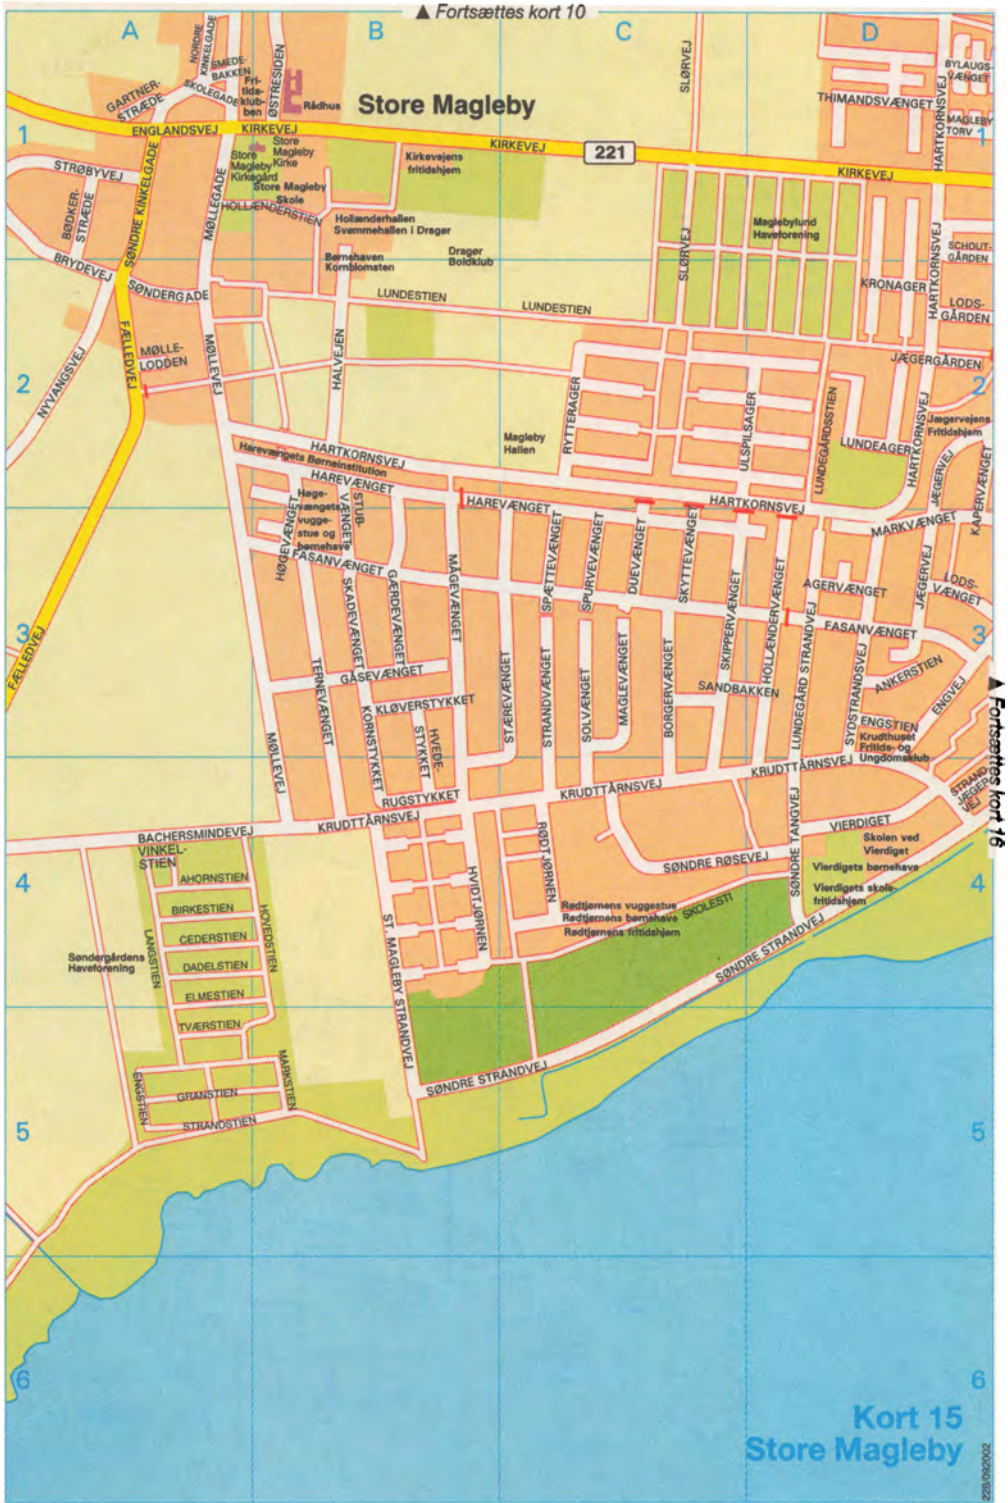 ▲ Fortsættes kort 10
A
B
C
D
NORDRE
KINKELGADE
SMEDE-
BAKKEN
SKOLEGADE
GARTNER-
STRÆDE
Fri-
tids-
klub-
ben
ØSTRESIDEN
Rådhus
Store Magleby
SLØRVEJ
THIMANDSVÆNGET
HARTKORNSVEJ
BYLAUGS-
VÆNGET
MAGLEBY
TORV
1
1
ENGLANDSVEJ
KIRKEVEJ
KIRKEVEJ
221
KIRKEVEJ
Store
Magleby
Kirke
Store
Magleby
Kirkegård
Store Magleby
Skole
Kirkevejens
fritidshjem
STRØBYVEJ
BØDKER-
STRÆDE
SØNDRE KINKELGADE
MØLLEGADE
HOLLÆNDERSTIEN
Hollænderhallen
Svømmehallen i Dragør
Børnehaven
Kornblomsten
Dragør
Boldklub
SLØRVEJ
Maglebylund
Haveforening
HARTKORNSVEJ
SCHOUT-
GÅRDEN
BRYDEVEJ
SØNDERGADE
LUNDESTIEN
LUNDESTIEN
KRONAGER
LODS-
GÅRDEN
NYVANGSVEJ
FÆLLEDVEJ
MØLLE-
LODDEN
MØLLEVEJ
HALVEJEN
JÆGERGÅRDEN
2
2
RYTTERAGER
ULSPILSAGER
LUNDEGÅRDSSTIEN
LUNDEAGER
HARTKORNSVEJ
Jægervejens
Fritidshjem
Magleby
Hallen
HARTKORNSVEJ
Harevængets Børneinstitution
HAREVÆNGET
HAREVÆNGET
HARTKORNSVEJ
JÆGERVEJ
KAPERVÆNGET
MARKVÆNGET
Høge-
vængets
vugge-
stue og
børnehave
STUB-
VÆNGET
HØGEVÆNGET
FASANVÆNGET
SKADEVÆNGET
GÆRDEVÆNGET
MÅGEVÆNGET
SPÆTTEVÆNGET
SPURVEVÆNGET
DUEVÆNGET
SKYTTEVÆNGET
SKIPPERVÆNGET
HOLLÆNDERVÆNGET
AGERVÆNGET
JÆGERVEJ
LODS-
VÆNGET
FASANVÆNGET
3
3
FÆLLEDVEJ
TERNEVÆNGET
GÅSEVÆNGET
KLØVERSTYKKET
KORNSTYKKET
HVEDE-
STYKKET
RUGSTYKKET
STÆREVÆNGET
STRANDVÆNGET
SOLVÆNGET
MAGLEVÆNGET
BORGERVÆNGET
SANDBAKKEN
LUNDEGÅRD STRANDVEJ
SYDSTRANDSVEJ
ANKERSTIEN
ENGVEJ
ENGSTIEN
Krudthuset
Fritids- og
Ungdomsklub
▲ Fortsættes kort 16
MØLLEVEJ
KRUDTTÅRNSVEJ
KRUDTTÅRNSVEJ
KRUDTTÅRNSVEJ
STRAND
JÆGER-
VEJ
BACHERSMINDEVEJ
VINKEL-
STIEN
AHORNSTIEN
BIRKESTIEN
CEDERSTIEN
DADELSTIEN
ELMESTIEN
TVÆRSTIEN
LANGSTIEN
HOVEDSTIEN
Søndergårdens
Haveforening
4
4
ST. MAGLEBY STRANDVEJ
HVIDTJØRNEN
RØDTJØRNEN
SØNDRE RØSEVEJ
SØNDRE TANGVEJ
VIERDIGET
Skolen ved
Vierdiget
Vierdigets børnehave
Vierdigets skole-
fritidshjem
Rødtjørnens vuggestue
Rødtjørnens børnehave
Rødtjørnens fritidshjem
SKOLESTI
SØNDRE STRANDVEJ
SØNDRE STRANDVEJ
ENGSTIEN
GRANSTIEN
MARKSTIEN
STRANDSTIEN
5
5
6
6
Kort 15
Store Magleby
228/092002